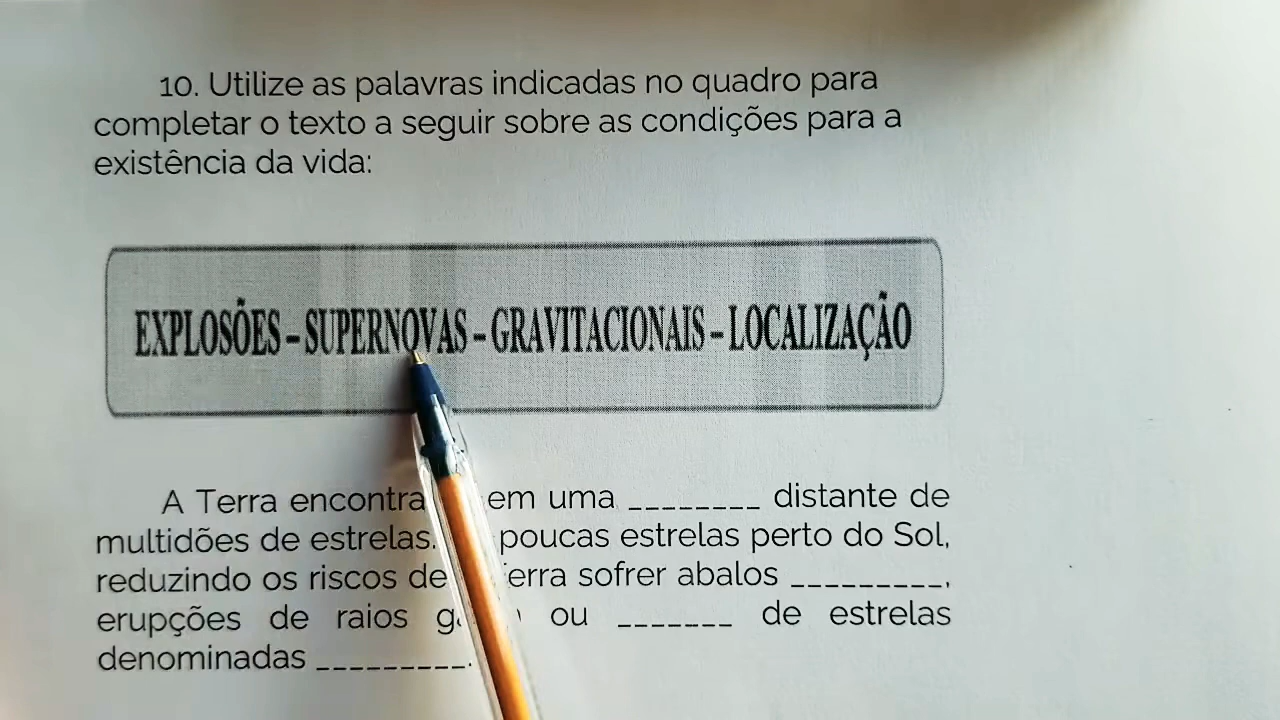 10. Utilize as palavras indicadas no quadro para
completar o texto a seguir sobre as condições para a
existência da vida:
EXPLOSÕES – SUPERNOVAS – GRAVITACIONAIS – LOCALIZAÇÃO
A Terra encontra em uma ________ distante de
multidões de estrelas. poucas estrelas perto do Sol,
reduzindo os riscos de Terra sofrer abalos _________,
erupções de raios ou _______ de estrelas
denominadas _________.